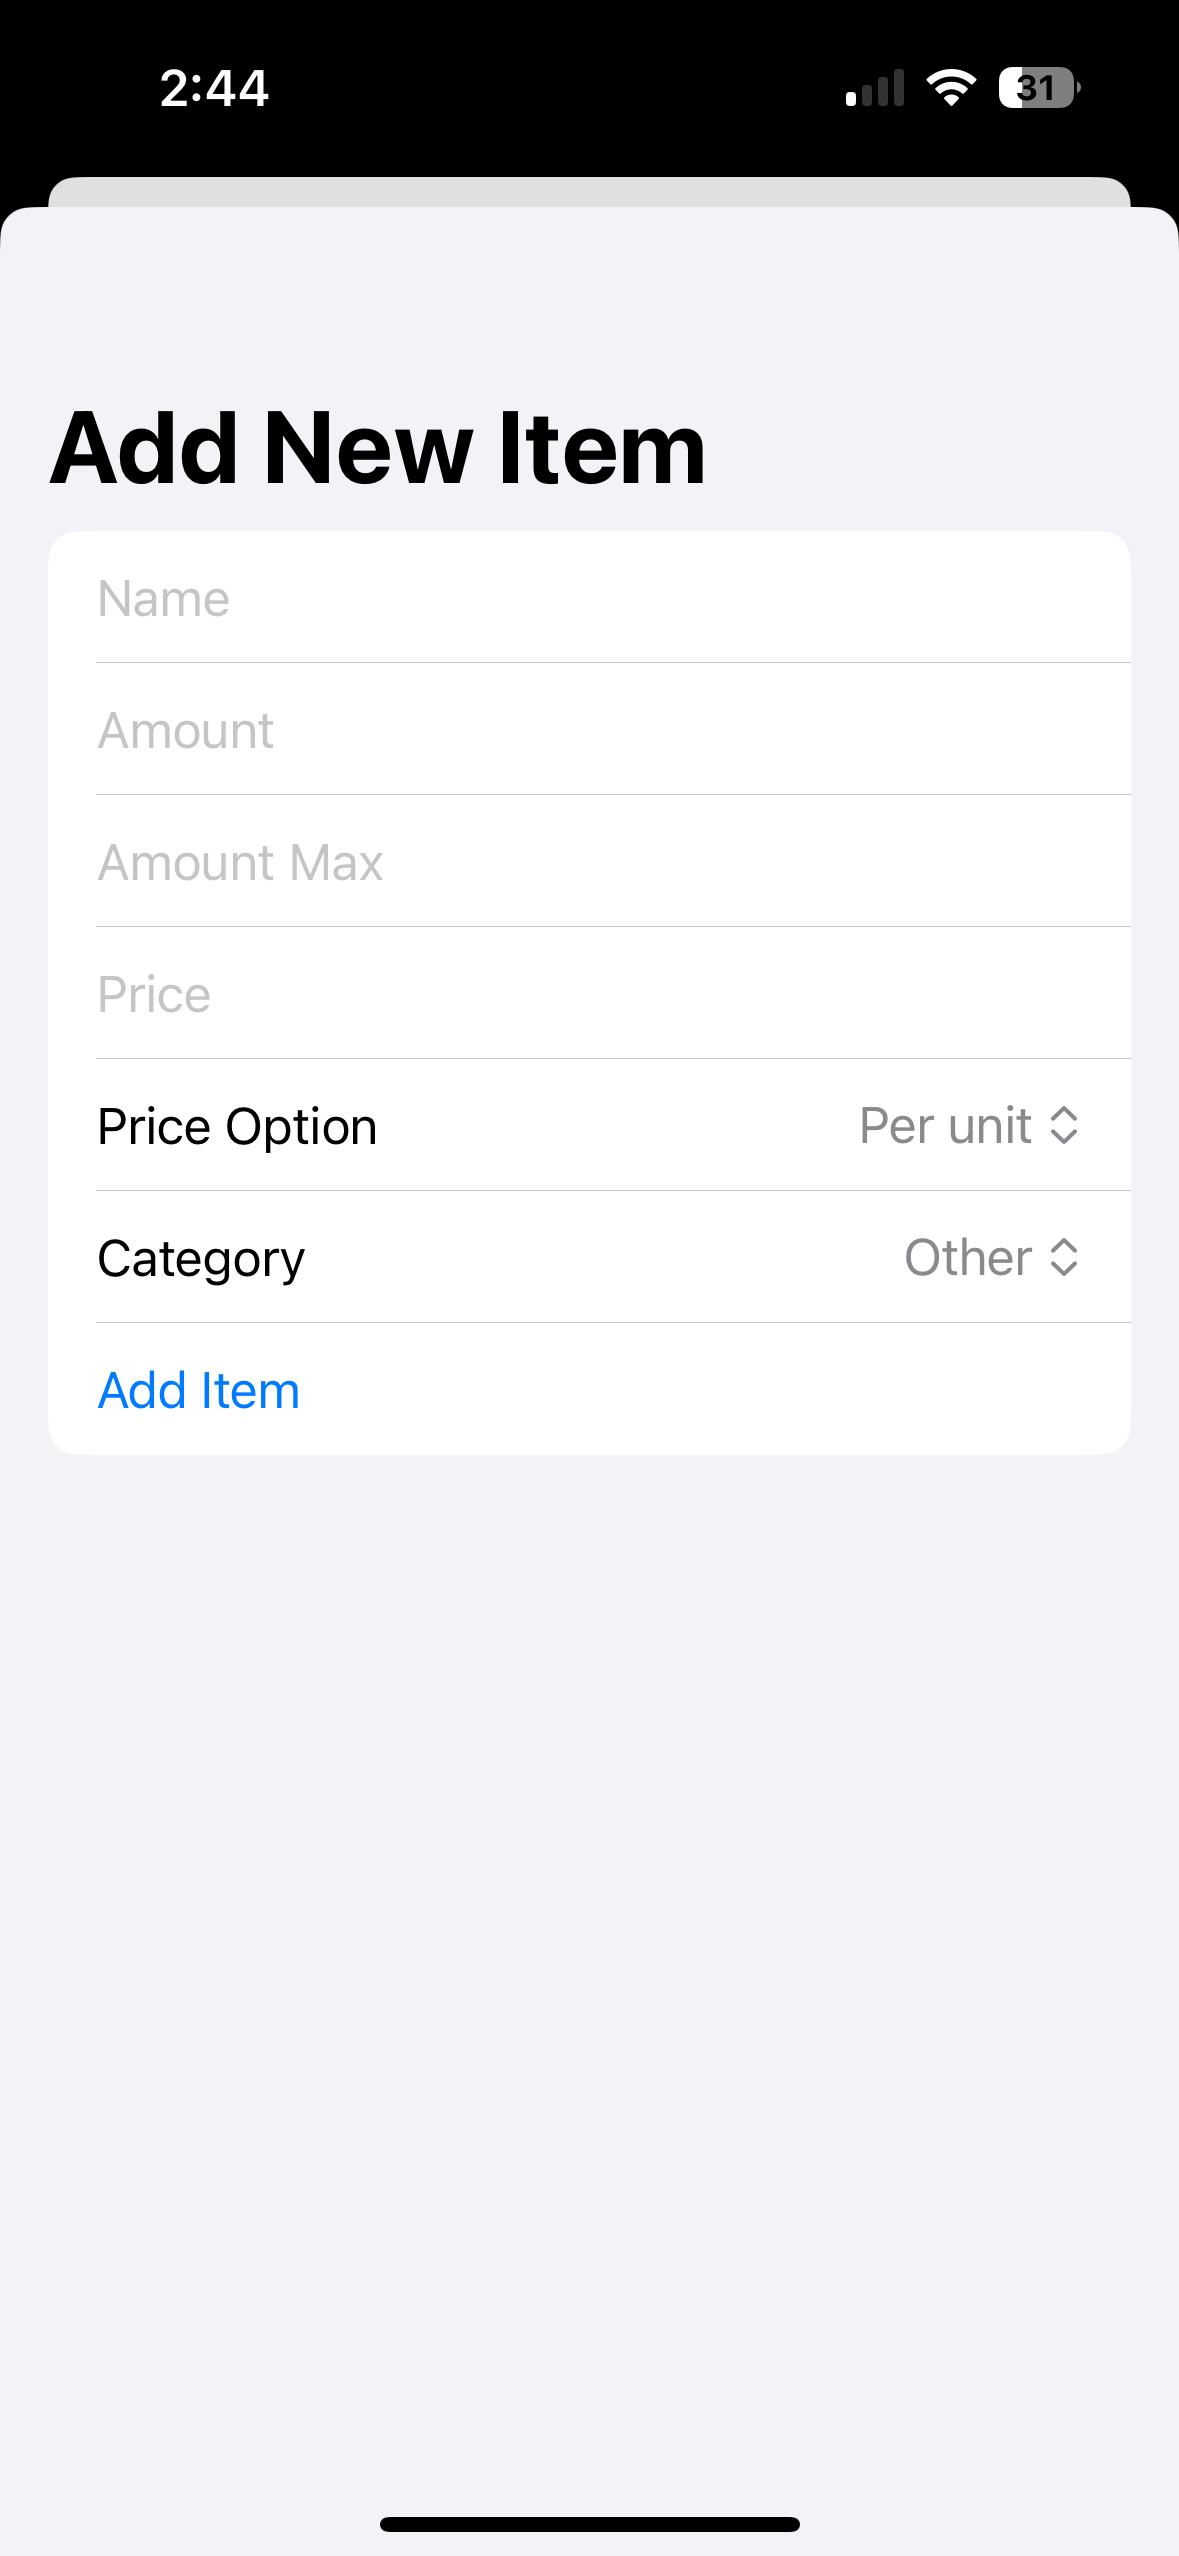 2:44
31
Add New Item
Name
Amount
Amount Max
Price
Price Option Per unit
Category Other
Add Item